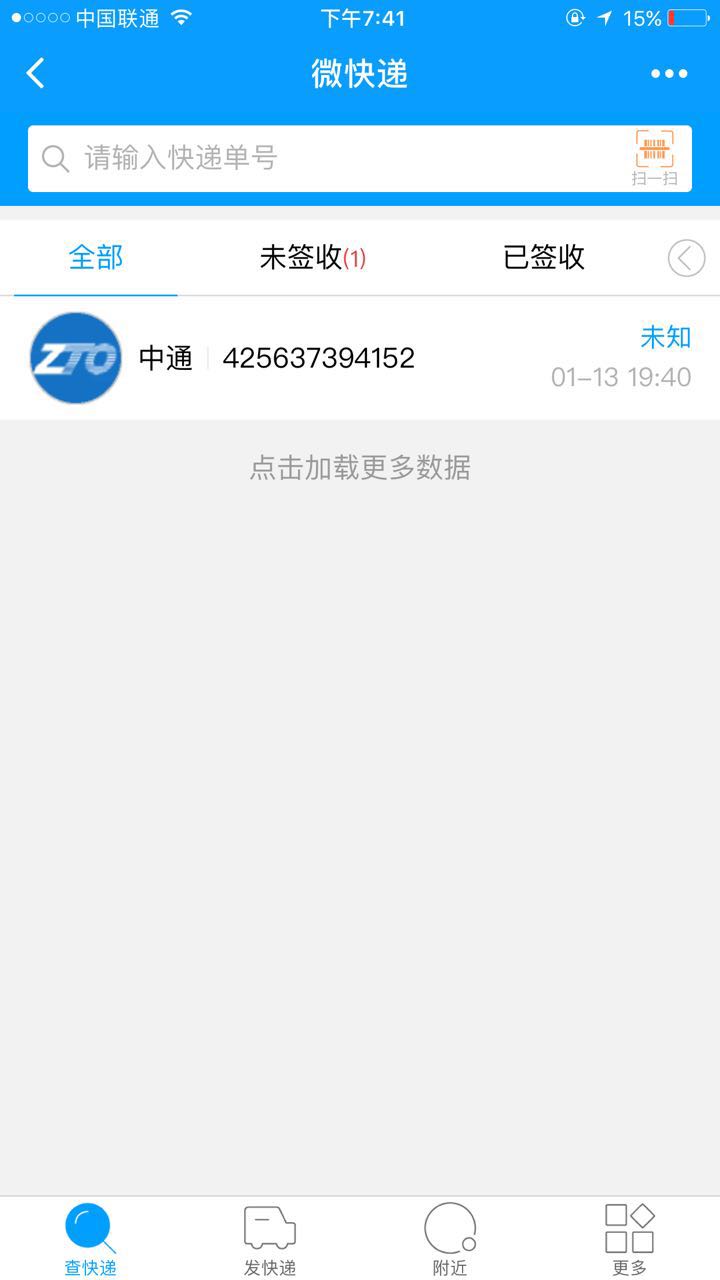 中国联通 下午7:41 15%
微快递
请输入快递单号
扫一扫
全部 未签收(1) 已签收
ZTO 中通 425637394152 未知
01-13 19:40
点击加载更多数据
查快递 发快递 附近 更多